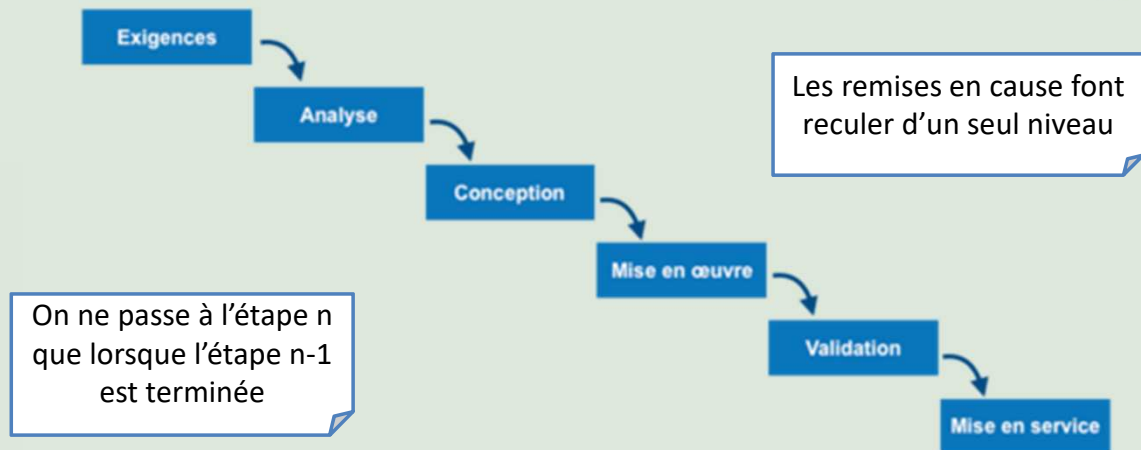 Exigences
Analyse
Les remises en cause font
reculer d’un seul niveau
Conception
Mise en œuvre
On ne passe à l’étape n
que lorsque l’étape n-1
est terminée
Validation
Mise en service